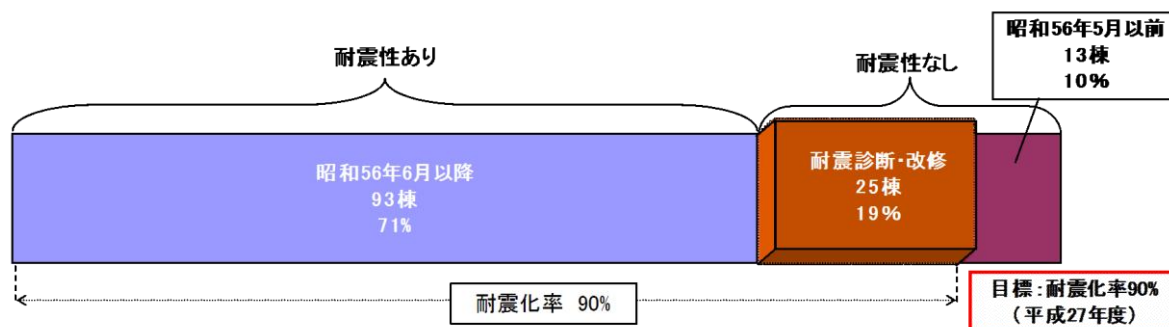 耐震性あり
耐震性なし
昭和56年5月以前
13棟
10%
昭和56年6月以降
93棟
71%
耐震診断・改修
25棟
19%
耐震化率 90%
目標：耐震化率90%
（平成27年度）